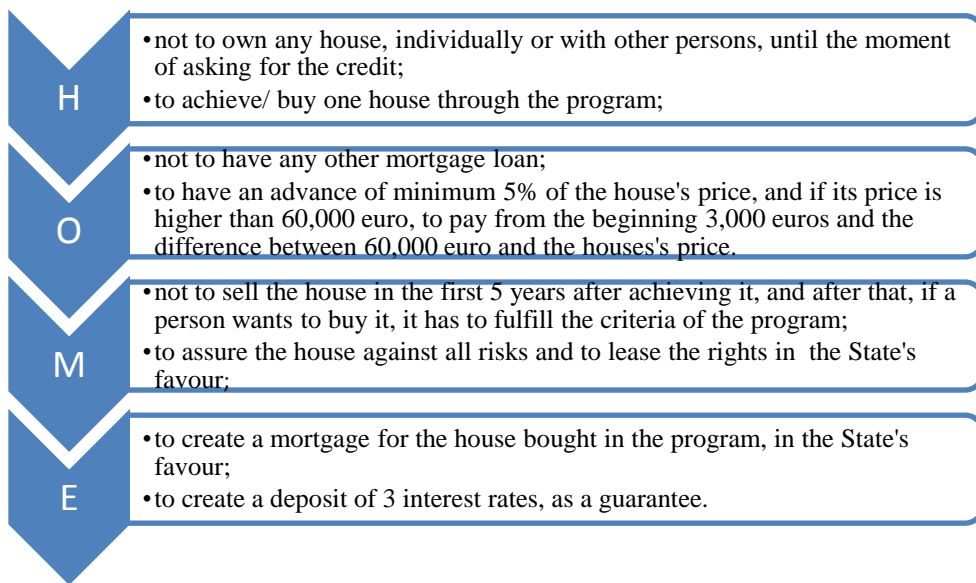 H
•not to own any house, individually or with other persons, until the moment
of asking for the credit;
•to achieve/ buy one house through the program;
O
•not to have any other mortgage loan;
•to have an advance of minimum 5% of the house's price, and if its price is
higher than 60,000 euro, to pay from the beginning 3,000 euros and the
difference between 60,000 euro and the houses's price.
M
•not to sell the house in the first 5 years after achieving it, and after that, if a
person wants to buy it, it has to fulfill the criteria of the program;
•to assure the house against all risks and to lease the rights in the State's
favour;
E
•to create a mortgage for the house bought in the program, in the State's
favour;
•to create a deposit of 3 interest rates, as a guarantee.